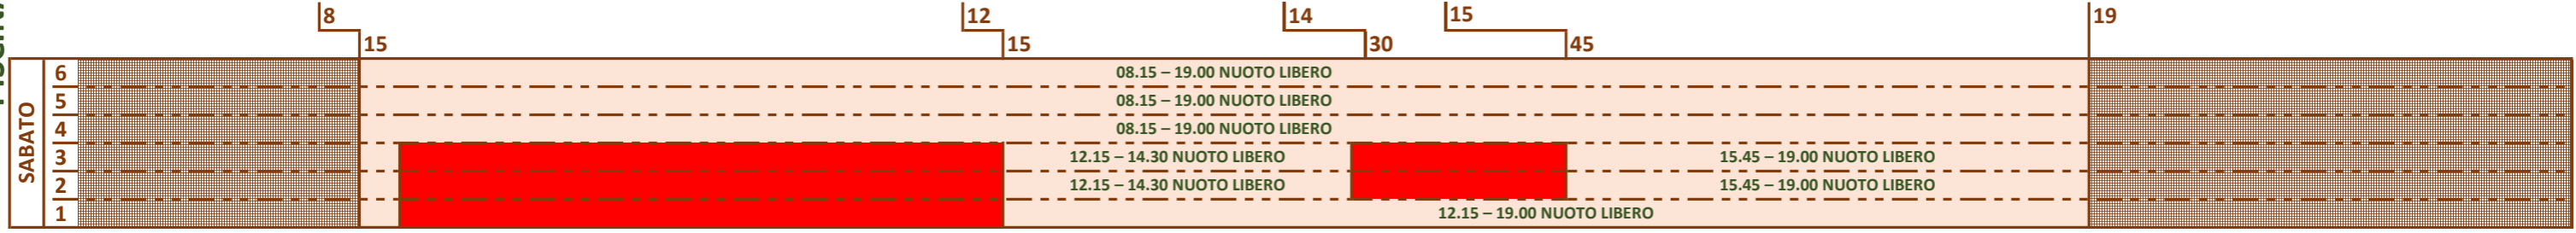 8 12 14 15 19
15 15 30 45
SABATO
6 08.15 – 19.00 NUOTO LIBERO
5 08.15 – 19.00 NUOTO LIBERO
4 08.15 – 19.00 NUOTO LIBERO
3 12.15 – 14.30 NUOTO LIBERO 15.45 – 19.00 NUOTO LIBERO
2 12.15 – 14.30 NUOTO LIBERO 15.45 – 19.00 NUOTO LIBERO
1 12.15 – 19.00 NUOTO LIBERO